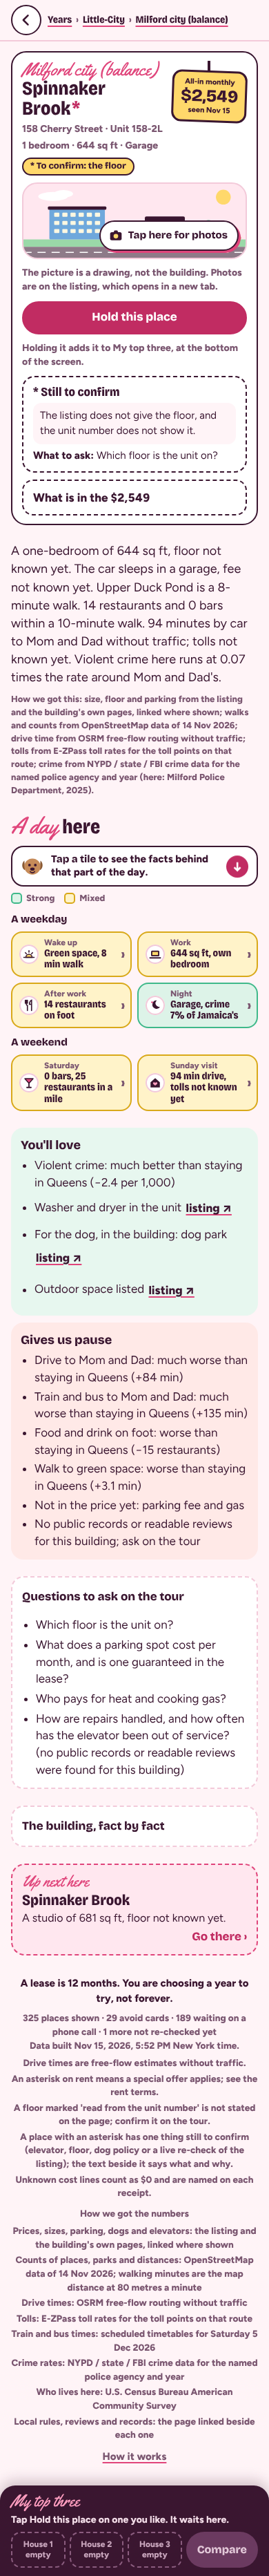 Years › Little-City › Milford city (balance)
Milford city (balance)
Spinnaker
Brook*
All-in monthly
$2,549
seen Nov 15
158 Cherry Street · Unit 158-2L
1 bedroom · 644 sq ft · Garage
* To confirm: the floor
Tap here for photos
The picture is a drawing, not the building. Photos
are on the listing, which opens in a new tab.
Hold this place
Holding it adds it to My top three, at the bottom
of the screen.
* Still to confirm
The listing does not give the floor, and
the unit number does not show it.
What to ask: Which floor is the unit on?
What is in the $2,549
A one-bedroom of 644 sq ft, floor not
known yet. The car sleeps in a garage, fee
not known yet. Upper Duck Pond is a 8-
minute walk. 14 restaurants and 0 bars
within a 10-minute walk. 94 minutes by car
to Mom and Dad without traffic; tolls not
known yet. Violent crime here runs at 0.07
times the rate around Mom and Dad's.
How we got this: size, floor and parking from the listing
and the building's own pages, linked where shown; walks
and counts from OpenStreetMap data of 14 Nov 2026;
drive time from OSRM free-flow routing without traffic;
tolls from E-ZPass toll rates for the toll points on that
route; crime from NYPD / state / FBI crime data for the
named police agency and year (here: Milford Police
Department, 2025).
A day here
Tap a tile to see the facts behind
that part of the day.
Strong
Mixed
A weekday
Wake up
Green space, 8
min walk
›
Work
644 sq ft, own
bedroom
›
After work
14 restaurants
on foot
›
Night
Garage, crime
7% of Jamaica's
›
A weekend
Saturday
0 bars, 25
restaurants in a
mile
›
Sunday visit
94 min drive,
tolls not known
yet
›
You'll love
• Violent crime: much better than staying
in Queens (−2.4 per 1,000)
• Washer and dryer in the unit listing ↗
• For the dog, in the building: dog park
listing ↗
• Outdoor space listed listing ↗
Gives us pause
• Drive to Mom and Dad: much worse than
staying in Queens (+84 min)
• Train and bus to Mom and Dad: much
worse than staying in Queens (+135 min)
• Food and drink on foot: worse than
staying in Queens (−15 restaurants)
• Walk to green space: worse than staying
in Queens (+3.1 min)
• Not in the price yet: parking fee and gas
• No public records or readable reviews
for this building; ask on the tour
Questions to ask on the tour
• Which floor is the unit on?
• What does a parking spot cost per
month, and is one guaranteed in the
lease?
• Who pays for heat and cooking gas?
• How are repairs handled, and how often
has the elevator been out of service?
(no public records or readable reviews
were found for this building)
The building, fact by fact
Up next here
Spinnaker Brook
A studio of 681 sq ft, floor not known yet.
Go there ›
A lease is 12 months. You are choosing a year to
try, not forever.
325 places shown · 29 avoid cards · 189 waiting on a
phone call · 1 more not re-checked yet
Data built Nov 15, 2026, 5:52 PM New York time.
Drive times are free-flow estimates without traffic.
An asterisk on rent means a special offer applies; see the
rent terms.
A floor marked 'read from the unit number' is not stated
on the page; confirm it on the tour.
A place with an asterisk has one thing still to confirm
(elevator, floor, dog policy or a live re-check of the
listing); the text beside it says what and why.
Unknown cost lines count as $0 and are named on each
receipt.
How we got the numbers
Prices, sizes, parking, dogs and elevators: the listing and
the building's own pages, linked where shown
Counts of places, parks and distances: OpenStreetMap
data of 14 Nov 2026; walking minutes are the map
distance at 80 metres a minute
Drive times: OSRM free-flow routing without traffic
Tolls: E-ZPass toll rates for the toll points on that route
Train and bus times: scheduled timetables for Saturday 5
Dec 2026
Crime rates: NYPD / state / FBI crime data for the named
police agency and year
Who lives here: U.S. Census Bureau American
Community Survey
Local rules, reviews and records: the page linked beside
each one
How it works
My top three
Tap Hold this place on one you like. It waits here.
House 1
empty
House 2
empty
House 3
empty
Compare